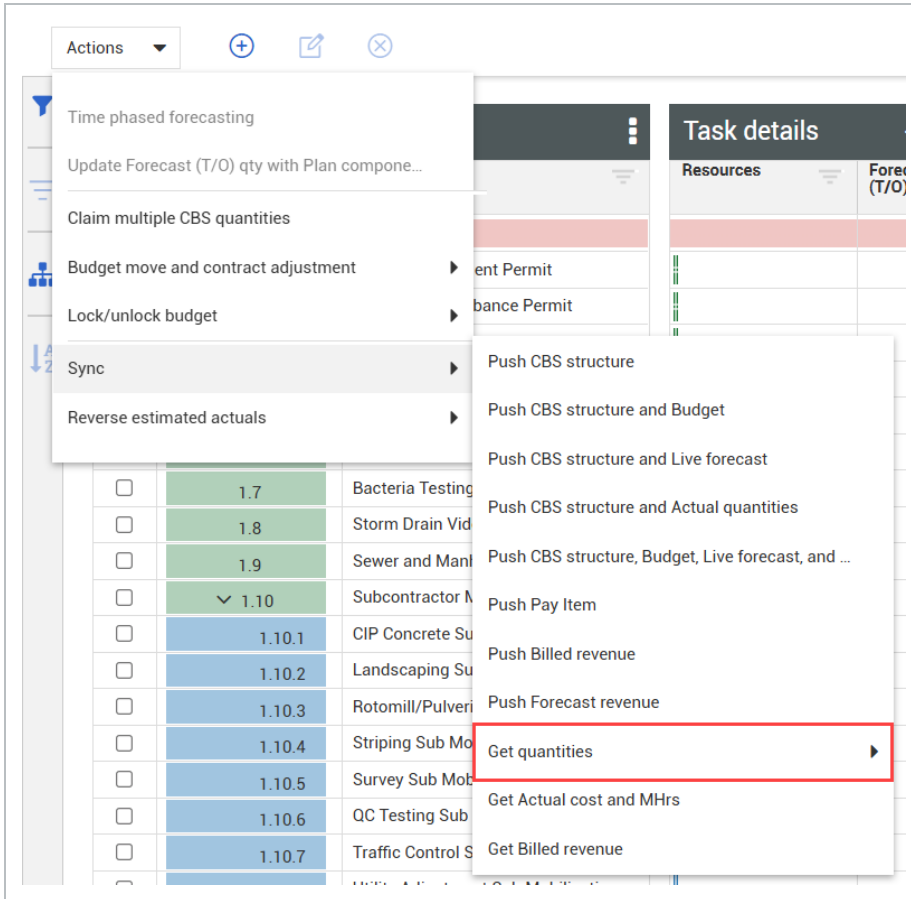 Actions
Time phased forecasting
Update Forecast (T/O) qty with Plan compone...
Claim multiple CBS quantities
Budget move and contract adjustment
Lock/unlock budget
Sync
Reverse estimated actuals
Task details
Resources
(T/O)
ent Permit
bance Permit
Push CBS structure
Push CBS structure and Budget
Push CBS structure and Live forecast
Push CBS structure and Actual quantities
Push CBS structure, Budget, Live forecast, and ...
Push Pay Item
Push Billed revenue
Push Forecast revenue
Get quantities
Get Actual cost and MHrs
Get Billed revenue
1.7 Bacteria Testing
1.8 Storm Drain Vid
1.9 Sewer and Manh
1.10 Subcontractor M
1.10.1 CIP Concrete Su
1.10.2 Landscaping Su
1.10.3 Rotomill/Pulveri
1.10.4 Striping Sub Mo
1.10.5 Survey Sub Mob
1.10.6 QC Testing Sub
1.10.7 Traffic Control S